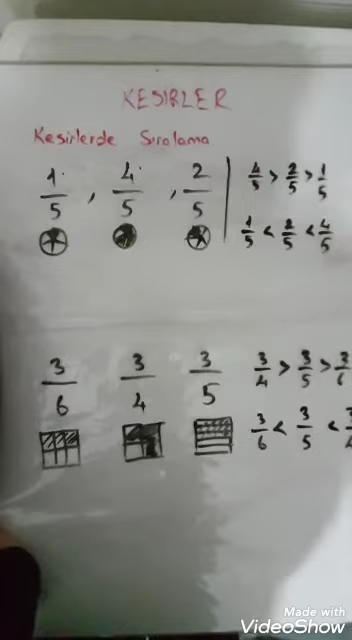 KESİRLER
Kesirlerde Sıralama
1/5 , 4/5 , 2/5 | 4/5 > 2/5 > 1/5
1/5 < 2/5 < 4/5
3/6 3/4 3/5 3/4 > 3/5 > 3/6
3/6 < 3/5 <
Made with
VideoShow